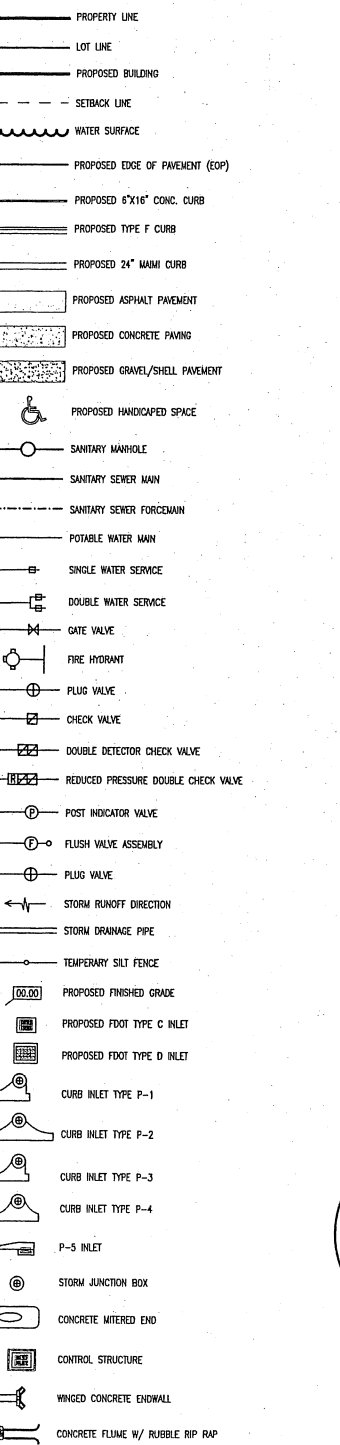 PROPERTY LINE
LOT LINE
PROPOSED BUILDING
SETBACK LINE
WATER SURFACE
PROPOSED EDGE OF PAVEMENT (EOP)
PROPOSED 6"X16" CONC. CURB
PROPOSED TYPE F CURB
PROPOSED 24" MAIMI CURB
PROPOSED ASPHALT PAVEMENT
PROPOSED CONCRETE PAVING
PROPOSED GRAVEL/SHELL PAVEMENT
PROPOSED HANDICAPED SPACE
SANITARY MANHOLE
SANITARY SEWER MAIN
SANITARY SEWER FORCEMAIN
POTABLE WATER MAIN
SINGLE WATER SERVICE
DOUBLE WATER SERVICE
GATE VALVE
FIRE HYDRANT
PLUG VALVE
CHECK VALVE
DOUBLE DETECTOR CHECK VALVE
R REDUCED PRESSURE DOUBLE CHECK VALVE
P POST INDICATOR VALVE
F FLUSH VALVE ASSEMBLY
PLUG VALVE
STORM RUNOFF DIRECTION
STORM DRAINAGE PIPE
TEMPERARY SILT FENCE
00.00 PROPOSED FINISHED GRADE
PROPOSED FDOT TYPE C INLET
PROPOSED FDOT TYPE D INLET
CURB INLET TYPE P-1
CURB INLET TYPE P-2
CURB INLET TYPE P-3
CURB INLET TYPE P-4
P-5 INLET
STORM JUNCTION BOX
CONCRETE MITERED END
CONTROL STRUCTURE
WINGED CONCRETE ENDWALL
CONCRETE FLUME W/ RUBBLE RIP RAP